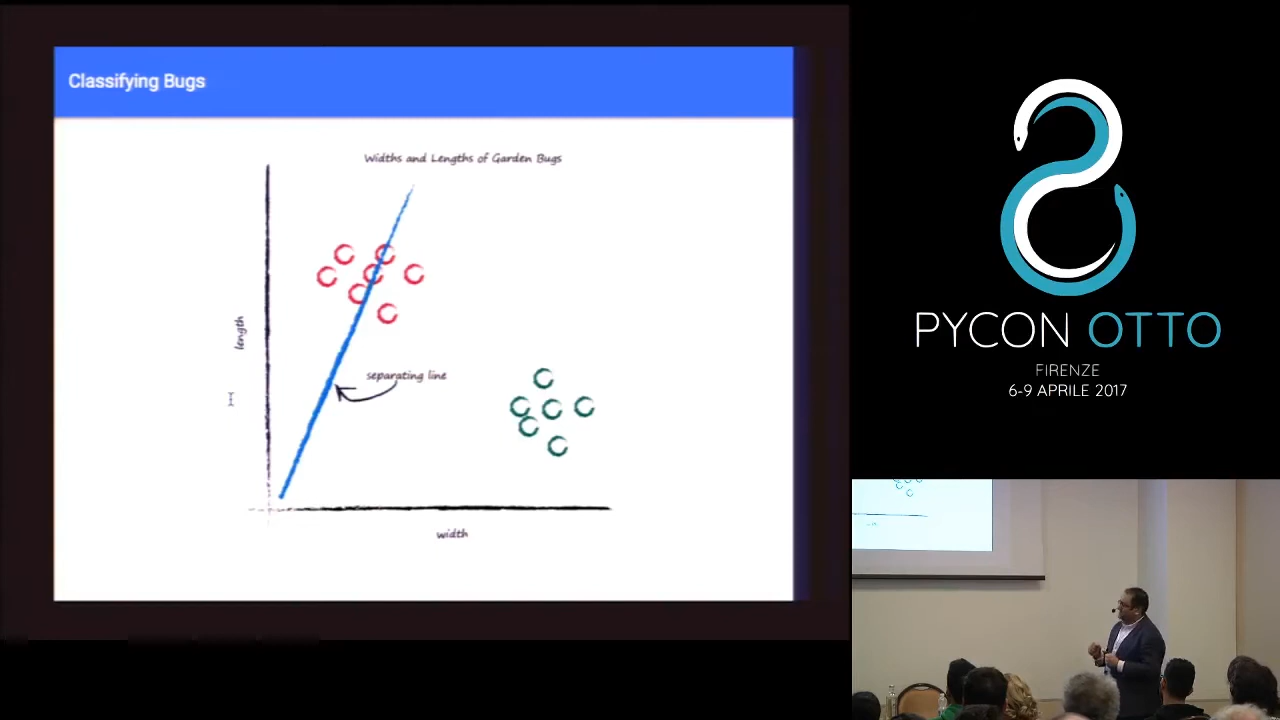 Classifying Bugs
Widths and Lengths of Garden Bugs
length
separating line
width
PYCON OTTO
FIRENZE
6-9 APRILE 2017